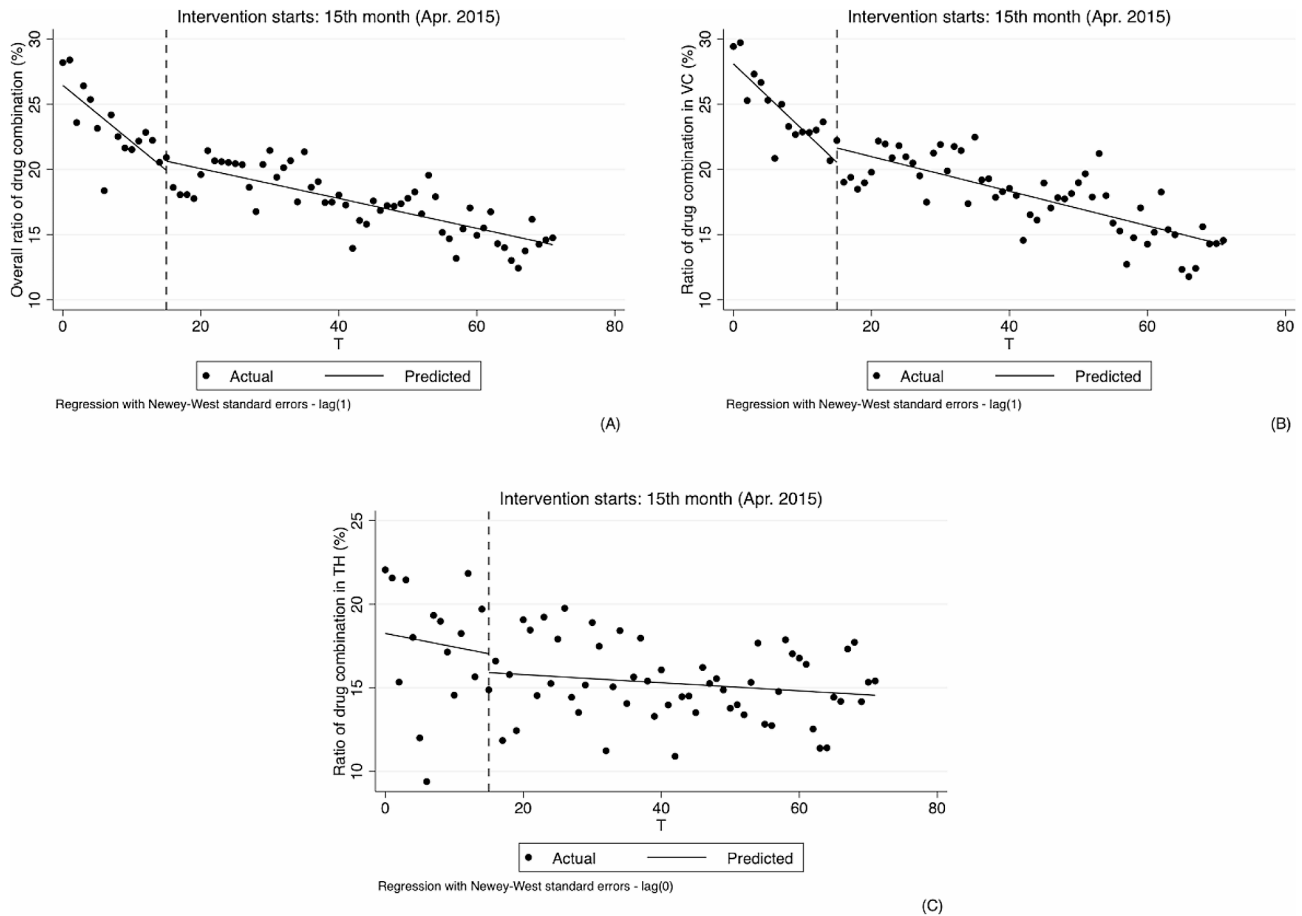 Intervention starts: 15th month (Apr. 2015)
Overall ratio of drug combination (%)
30
25
20
15
10
0 20 40 60 80
T
Actual Predicted
Regression with Newey-West standard errors - lag(1)
(A)
Intervention starts: 15th month (Apr. 2015)
Ratio of drug combination in VC (%)
30
25
20
15
10
0 20 40 60 80
T
Actual Predicted
Regression with Newey-West standard errors - lag(1)
(B)
Intervention starts: 15th month (Apr. 2015)
Ratio of drug combination in TH (%)
25
20
15
10
0 20 40 60 80
T
Actual Predicted
Regression with Newey-West standard errors - lag(0)
(C)